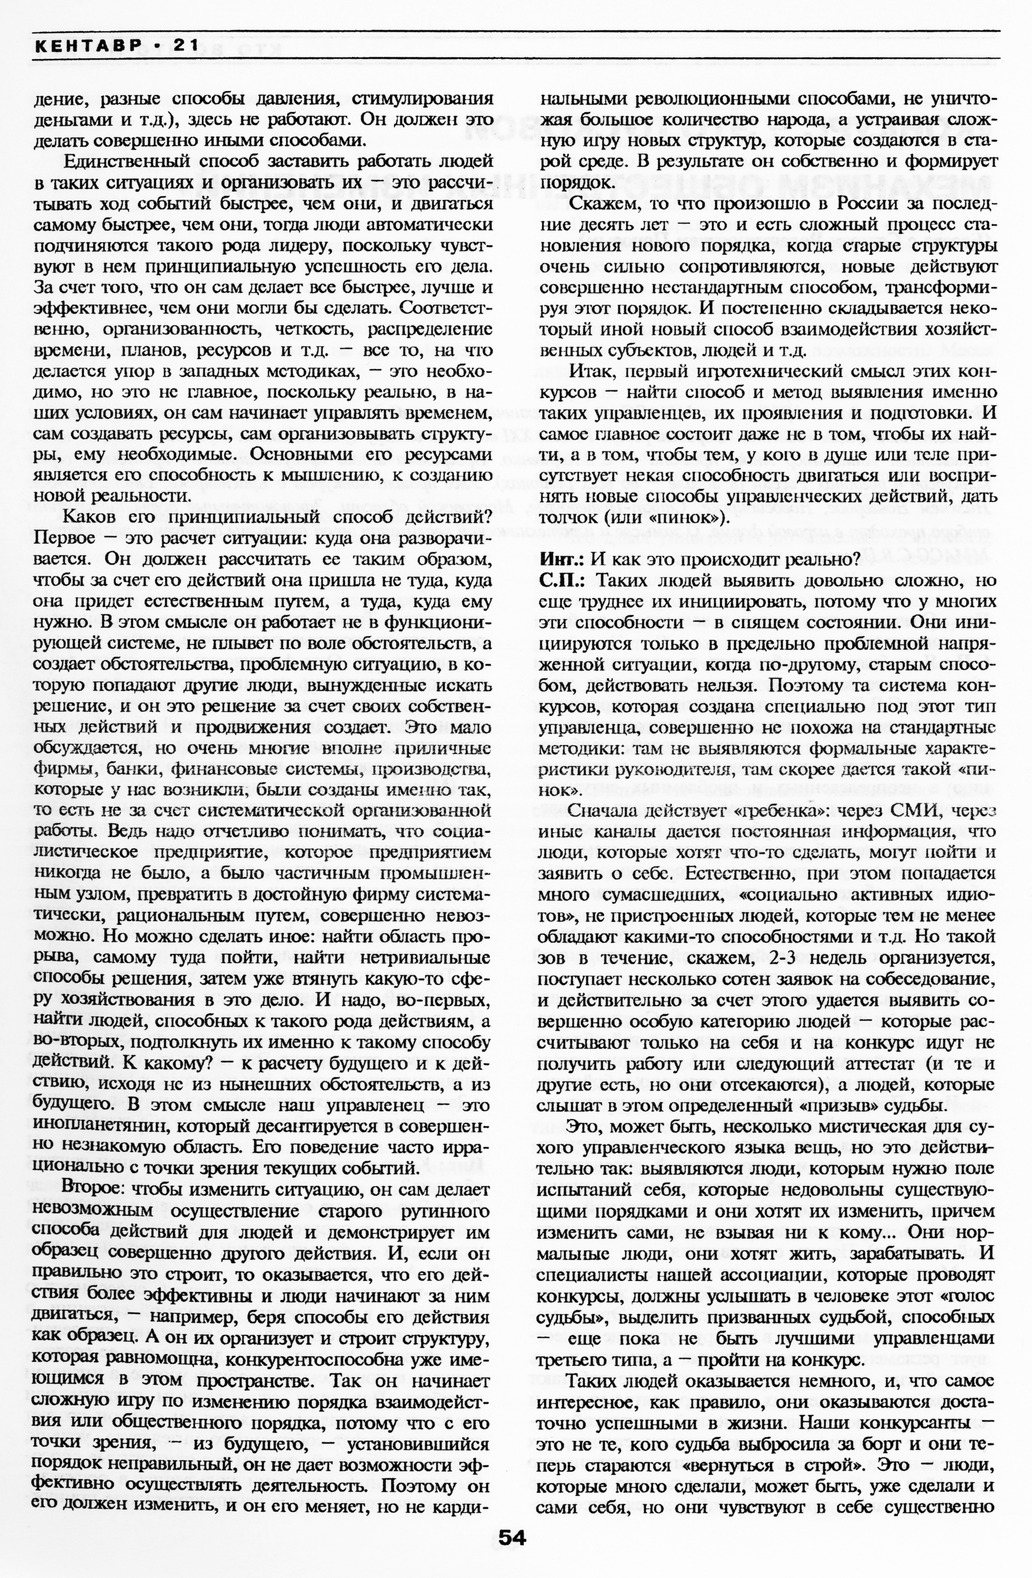 КЕНТАВР • 21
дение, разные способы давления, стимулирования
деньгами и т.д.), здесь не работают. Он должен это
делать совершенно иными способами.
Единственный способ заставить работать людей
в таких ситуациях и организовать их — это рассчи-
тывать ход событий быстрее, чем они, и двигаться
самому быстрее, чем они, тогда люди автоматически
подчиняются такого рода лидеру, поскольку чувст-
вуют в нем принципиальную успешность его дела.
За счет того, что он сам делает все быстрее, лучше и
эффективнее, чем они могли бы сделать. Соответст-
венно, организованность, четкость, распределение
времени, планов, ресурсов и т.д. — все то, на что
делается упор в западных методиках, — это необхо-
димо, но это не главное, поскольку реально, в на-
ших условиях, он сам начинает управлять временем,
сам создавать ресурсы, сам организовывать структу-
ры, ему необходимые. Основными его ресурсами
является его способность к мышлению, к созданию
новой реальности.
Каков его принципиальный способ действий?
Первое — это расчет ситуации: куда она разворачи-
вается. Он должен рассчитать ее таким образом,
чтобы за счет его действий она пришла не туда, куда
она придет естественным путем, а туда, куда ему
нужно. В этом смысле он работает не в функциони-
рующей системе, не плывет по воле обстоятельств, а
создает обстоятельства, проблемную ситуацию, в ко-
торую попадают другие люди, вынужденные искать
решение, и он это решение за счет своих собствен-
ных действий и продвижения создает. Это мало
обсуждается, но очень многие вполне приличные
фирмы, банки, финансовые системы, производства,
которые у нас возникли, были созданы именно так,
то есть не за счет систематической организованной
работы. Ведь надо отчетливо понимать, что социа-
листическое предприятие, которое предприятием
никогда не было, а было частичным промышлен-
ным узлом, превратить в достойную фирму система-
тически, рациональным путем, совершенно невоз-
можно. Но можно сделать иное: найти область про-
рыва, самому туда пойти, найти нетривиальные
способы решения, затем уже втянуть какую-то сфе-
ру хозяйствования в это дело. И надо, во-первых,
найти людей, способных к такого рода действиям, а
во-вторых, подтолкнуть их именно к такому способу
действий. К какому? — к расчету будущего и к дей-
ствию, исходя не из нынешних обстоятельств, а из
будущего. В этом смысле наш управленец — это
инопланетянин, который десантируется в совершен-
но незнакомую область. Его поведение часто ирра-
ционально с точки зрения текущих событий.
Второе: чтобы изменить ситуацию, он сам делает
невозможным осуществление старого рутинного
способа действий для людей и демонстрирует им
образец совершенно другого действия. И, если он
правильно это строит, то оказывается, что его дей-
ствия более эффективны и люди начинают за ним
двигаться, — например, беря способы его действия
как образец. А он их организует и строит структуру,
которая равномощна, конкурентоспособна уже име-
ющимся в этом пространстве. Так он начинает
сложную игру по изменению порядка взаимодейст-
вия или общественного порядка, потому что с его
точки зрения, — из будущего, — установившийся
порядок неправильный, он не дает возможности эф-
фективно осуществлять деятельность. Поэтому он
его должен изменить, и он его меняет, но не карди-
нальными революционными способами, не уничто-
жая большое количество народа, а устраивая слож-
ную игру новых структур, которые создаются в ста-
рой среде. В результате он собственно и формирует
порядок.
Скажем, то что произошло в России за послед-
ние десять лет — это и есть сложный процесс ста-
новления нового порядка, когда старые структуры
очень сильно сопротивляются, новые действуют
совершенно нестандартным способом, трансформи-
руя этот порядок. И постепенно складывается неко-
торый иной новый способ взаимодействия хозяйст-
венных субъектов, людей и т.д.
Итак, первый игротехнический смысл этих кон-
курсов — найти способ и метод выявления именно
таких управленцев, их проявления и подготовки. И
самое главное состоит даже не в том, чтобы их най-
ти, а в том, чтобы тем, у кого в душе или теле при-
сутствует некая способность двигаться или воспри-
нять новые способы управленческих действий, дать
толчок (или «пинок»).
Инт.: И как это происходит реально?
С.П.: Таких людей выявить довольно сложно, но
еще труднее их инициировать, потому что у многих
эти способности — в спящем состоянии. Они ини-
циируются только в предельно проблемной напря-
женной ситуации, когда по-другому, старым спосо-
бом, действовать нельзя. Поэтому та система кон-
курсов, которая создана специально под этот тип
управленца, совершенно не похожа на стандартные
методики: там не выявляются формальные характе-
ристики руководителя, там скорее дается такой «пи-
нок».
Сначала действует «гребенка»: через СМИ, через
иные каналы дается постоянная информация, что
люди, которые хотят что-то сделать, могут пойти и
заявить о себе. Естественно, при этом попадается
много сумасшедших, «социально активных идио-
тов», не пристроенных людей, которые тем не менее
обладают какими-то способностями и т.д. Но такой
зов в течение, скажем, 2-3 недель организуется,
поступает несколько сотен заявок на собеседование,
и действительно за счет этого удается выявить со-
вершенно особую категорию людей — которые рас-
считывают только на себя и на конкурс идут не
получить работу или следующий аттестат (и те и
другие есть, но они отсекаются), а людей, которые
слышат в этом определенный «призыв» судьбы.
Это, может быть, несколько мистическая для су-
хого управленческого языка вещь, но это действи-
тельно так: выявляются люди, которым нужно поле
испытаний себя, которые недовольны существую-
щими порядками и они хотят их изменить, причем
изменить сами, не взывая ни к кому... Они нор-
мальные люди, они хотят жить, зарабатывать. И
специалисты нашей ассоциации, которые проводят
конкурсы, должны услышать в человеке этот «голос
судьбы», выделить призванных судьбой, способных
— еще пока не быть лучшими управленцами
третьего типа, а — пройти на конкурс.
Таких людей оказывается немного, и, что самое
интересное, как правило, они оказываются доста-
точно успешными в жизни. Наши конкурсанты —
это не те, кого судьба выбросила за борт и они те-
перь стараются «вернуться в строй». Это — люди,
которые много сделали, может быть, уже сделали и
сами себя, но они чувствуют в себе существенно
54